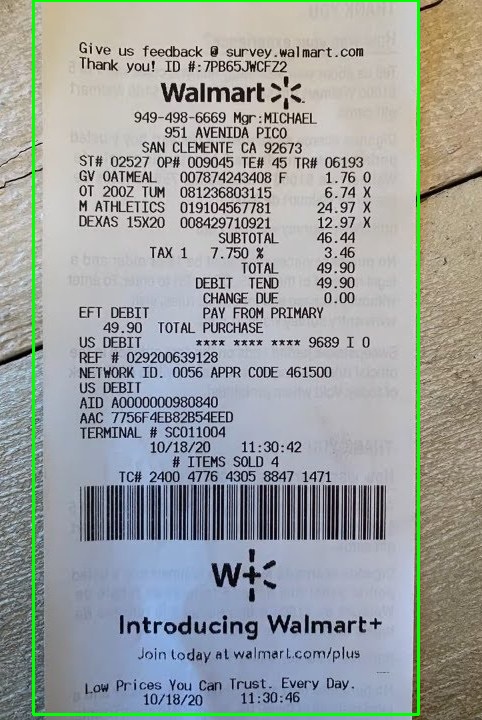 Give us feedback @ survey.walmart.com
Thank you! ID #:7PB65JWCFZ2
Walmart
949-498-6669 Mgr:MICHAEL
951 AVENIDA PICO
SAN CLEMENTE CA 92673
ST# 02527 OP# 009045 TE# 45 TR# 06193
GV OATMEAL 007874243408 F 1.76 O
OT 20OZ TUM 081236803115 6.74 X
M ATHLETICS 019104567781 24.97 X
DEXAS 15X20 008429710921 12.97 X
SUBTOTAL 46.44
TAX 1 7.750 % 3.46
TOTAL 49.90
DEBIT TEND 49.90
CHANGE DUE 0.00
EFT DEBIT PAY FROM PRIMARY
49.90 TOTAL PURCHASE
US DEBIT **** **** **** 9689 I 0
REF # 029200639128
NETWORK ID. 0056 APPR CODE 461500
US DEBIT
AID A0000000980840
AAC 7756F4EB82B54EED
TERMINAL # SC011004
10/18/20 11:30:42
# ITEMS SOLD 4
TC# 2400 4776 4305 8847 1471
W+
Introducing Walmart+
Join today at walmart.com/plus
Low Prices You Can Trust. Every Day.
10/18/20 11:30:46